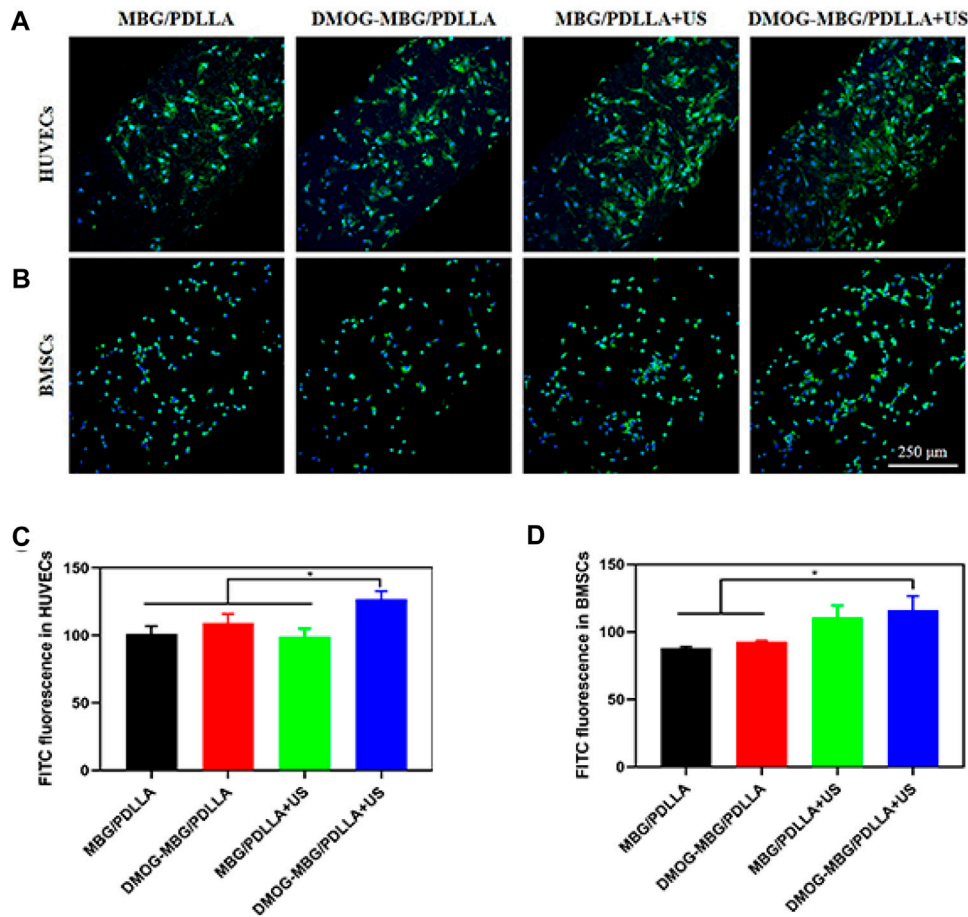 A
MBG/PDLLA
DMOG-MBG/PDLLA
MBG/PDLLA+US
DMOG-MBG/PDLLA+US
HUVECs
B
BMSCs
250 μm
C
FITC fluorescence in HUVECs
150
100
50
0
*
MBG/PDLLA
DMOG-MBG/PDLLA
MBG/PDLLA+US
DMOG-MBG/PDLLA+US
D
FITC fluorescence in BMSCs
150
100
50
0
*
MBG/PDLLA
DMOG-MBG/PDLLA
MBG/PDLLA+US
DMOG-MBG/PDLLA+US